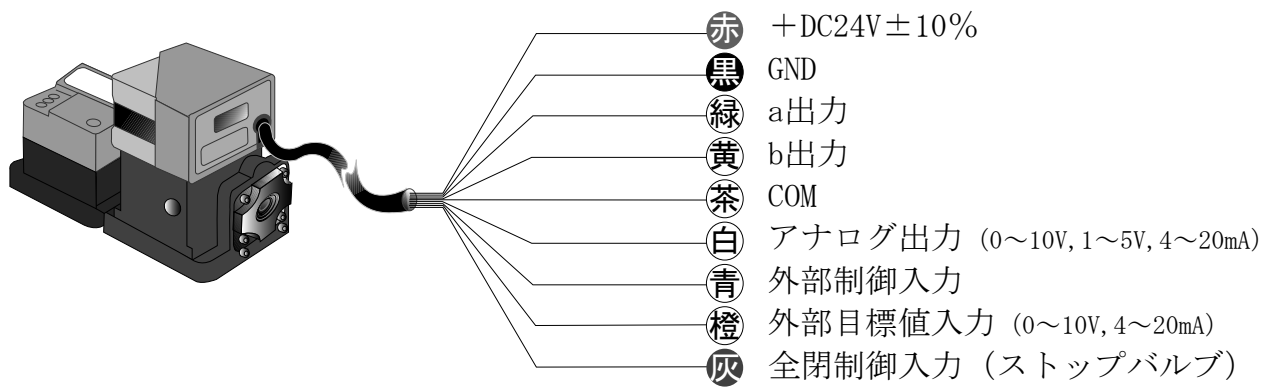 赤 ＋DC24V±10％
黒 GND
緑 a出力
黄 b出力
茶 COM
白 アナログ出力 (0～10V, 1～5V, 4～20mA)
青 外部制御入力
橙 外部目標値入力 (0～10V, 4～20mA)
灰 全閉制御入力（ストップバルブ）